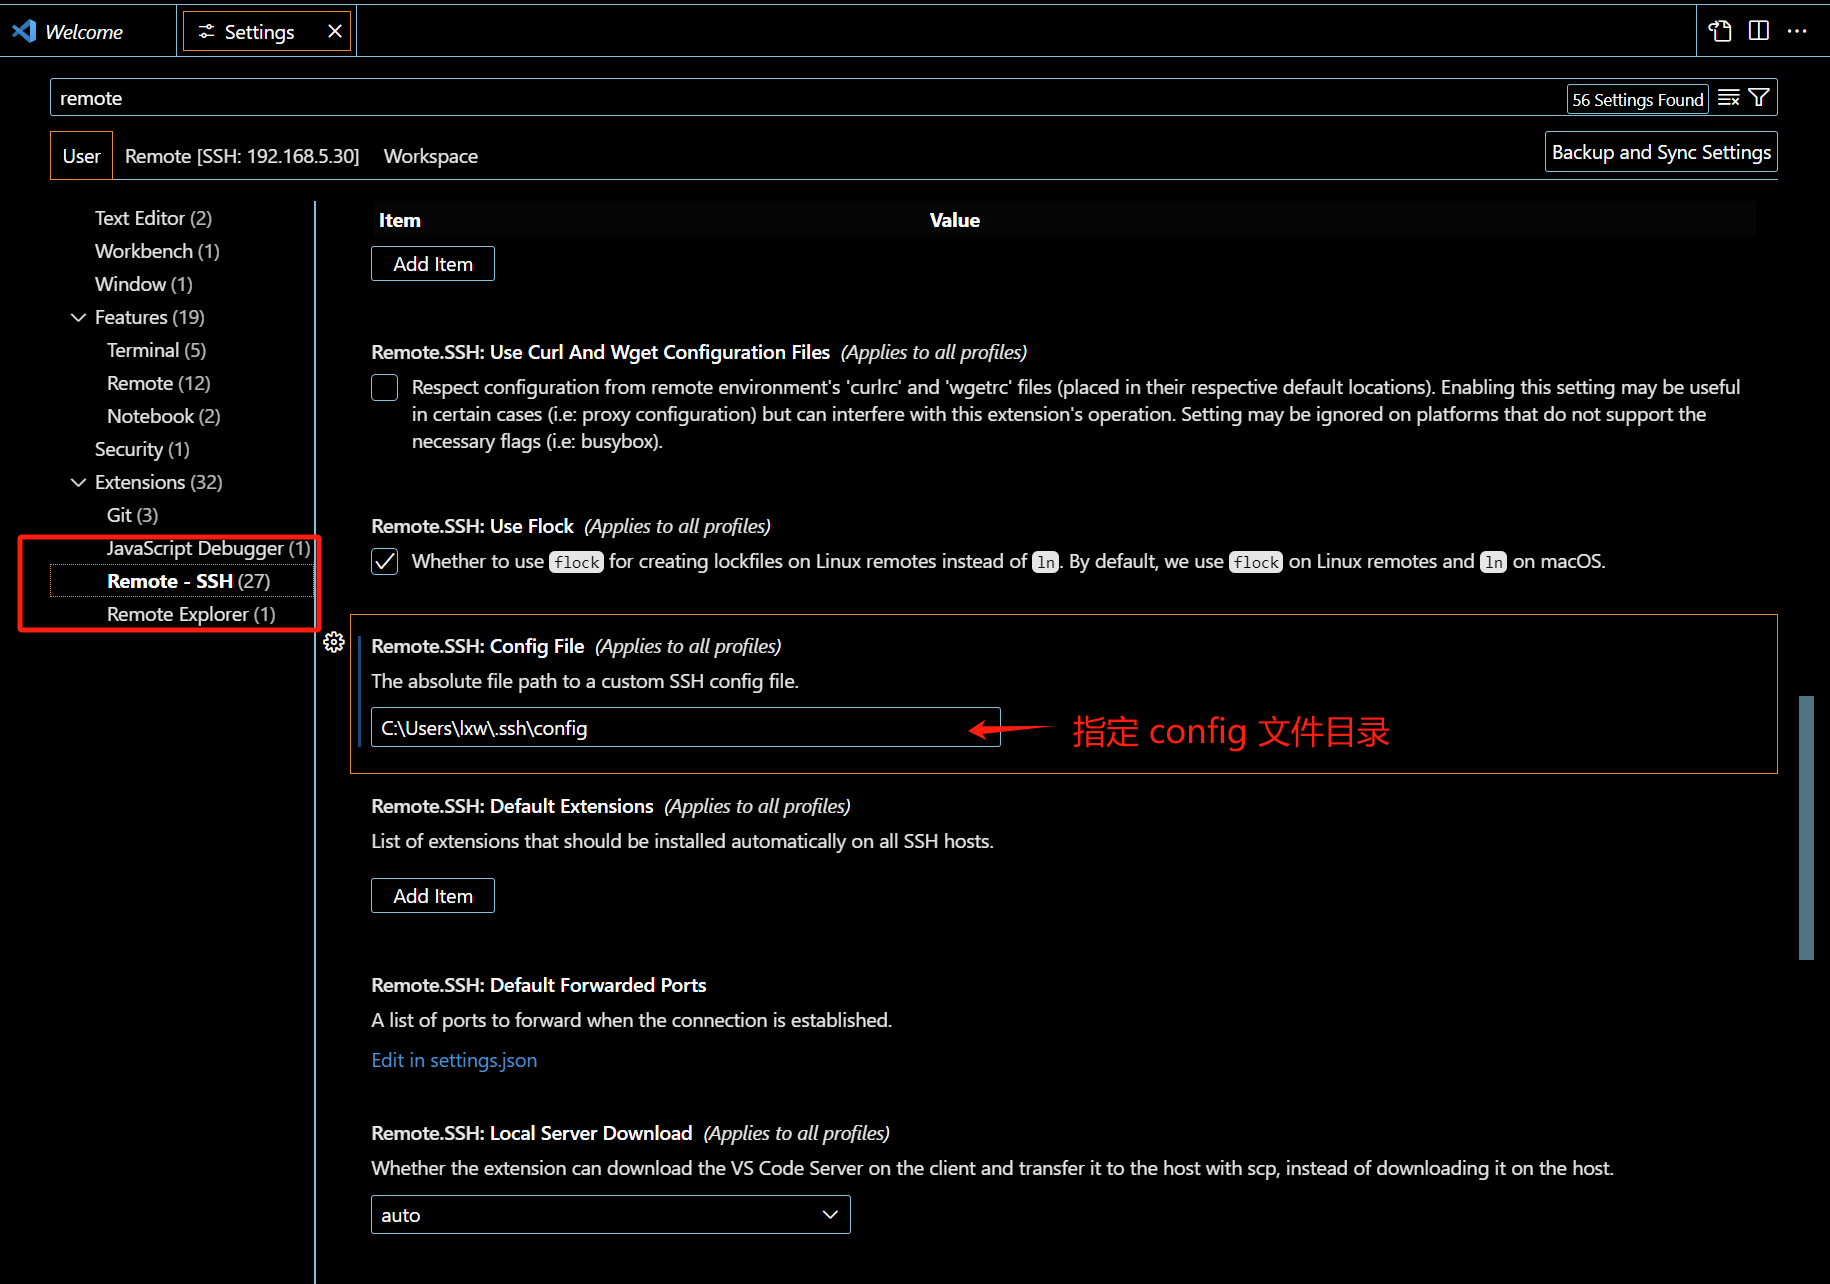 Welcome
Settings
remote
56 Settings Found
User
Remote [SSH: 192.168.5.30]
Workspace
Backup and Sync Settings
Text Editor (2)
Workbench (1)
Window (1)
Features (19)
Terminal (5)
Remote (12)
Notebook (2)
Security (1)
Extensions (32)
Git (3)
JavaScript Debugger (1)
Remote - SSH (27)
Remote Explorer (1)
Item Value
Add Item
Remote.SSH: Use Curl And Wget Configuration Files (Applies to all profiles)
Respect configuration from remote environment's 'curlrc' and 'wgetrc' files (placed in their respective default locations). Enabling this setting may be useful
in certain cases (i.e: proxy configuration) but can interfere with this extension's operation. Setting may be ignored on platforms that do not support the
necessary flags (i.e: busybox).
Remote.SSH: Use Flock (Applies to all profiles)
Whether to use flock for creating lockfiles on Linux remotes instead of ln. By default, we use flock on Linux remotes and ln on macOS.
Remote.SSH: Config File (Applies to all profiles)
The absolute file path to a custom SSH config file.
C:\Users\lxw\.ssh\config
指定 config 文件目录
Remote.SSH: Default Extensions (Applies to all profiles)
List of extensions that should be installed automatically on all SSH hosts.
Add Item
Remote.SSH: Default Forwarded Ports
A list of ports to forward when the connection is established.
Edit in settings.json
Remote.SSH: Local Server Download (Applies to all profiles)
Whether the extension can download the VS Code Server on the client and transfer it to the host with scp, instead of downloading it on the host.
auto